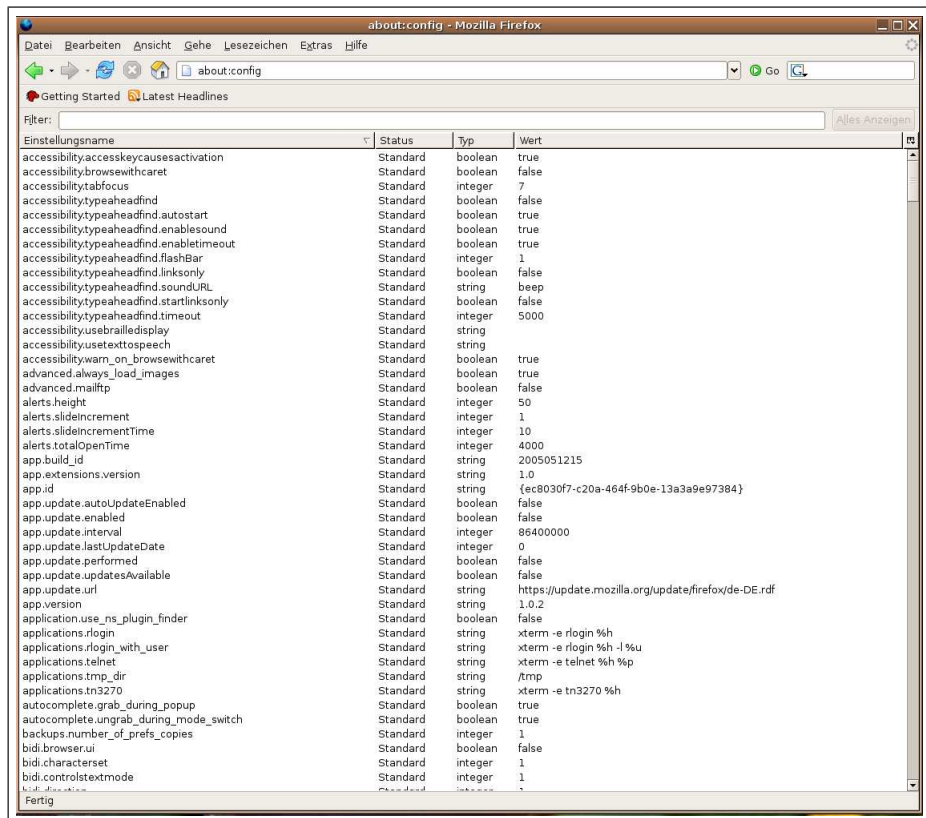 about:config - Mozilla Firefox
Datei Bearbeiten Ansicht Gehe Lesezeichen Extras Hilfe
about:config Go G
Getting Started Latest Headlines
Filter: Alles Anzeigen
Einstellungsname Status Typ Wert
accessibility.accesskeycausesactivation Standard boolean true
accessibility.browsewithcaret Standard boolean false
accessibility.tabfocus Standard integer 7
accessibility.typeaheadfind Standard boolean false
accessibility.typeaheadfind.autostart Standard boolean true
accessibility.typeaheadfind.enablesound Standard boolean true
accessibility.typeaheadfind.enabletimeout Standard boolean true
accessibility.typeaheadfind.flashBar Standard integer 1
accessibility.typeaheadfind.linksonly Standard boolean false
accessibility.typeaheadfind.soundURL Standard string beep
accessibility.typeaheadfind.startlinksonly Standard boolean false
accessibility.typeaheadfind.timeout Standard integer 5000
accessibility.usebrailledisplay Standard string
accessibility.usetexttospeech Standard string
accessibility.warn_on_browsewithcaret Standard boolean true
advanced.always_load_images Standard boolean true
advanced.mailftp Standard boolean false
alerts.height Standard integer 50
alerts.slideIncrement Standard integer 1
alerts.slideIncrementTime Standard integer 10
alerts.totalOpenTime Standard integer 4000
app.build_id Standard string 2005051215
app.extensions.version Standard string 1.0
app.id Standard string {ec8030f7-c20a-464f-9b0e-13a3a9e97384}
app.update.autoUpdateEnabled Standard boolean false
app.update.enabled Standard boolean false
app.update.interval Standard integer 86400000
app.update.lastUpdateDate Standard integer 0
app.update.performed Standard boolean false
app.update.updatesAvailable Standard boolean false
app.update.url Standard string https://update.mozilla.org/update/firefox/de-DE.rdf
app.version Standard string 1.0.2
application.use_ns_plugin_finder Standard boolean false
applications.rlogin Standard string xterm -e rlogin %h
applications.rlogin_with_user Standard string xterm -e rlogin %h -l %u
applications.telnet Standard string xterm -e telnet %h %p
applications.tmp_dir Standard string /tmp
applications.tn3270 Standard string xterm -e tn3270 %h
autocomplete.grab_during_popup Standard boolean true
autocomplete.ungrab_during_mode_switch Standard boolean true
backups.number_of_prefs_copies Standard integer 1
bidi.browser.ui Standard boolean false
bidi.characterset Standard integer 1
bidi.controlstextmode Standard integer 1
bidi.direction Standard integer 1
Fertig